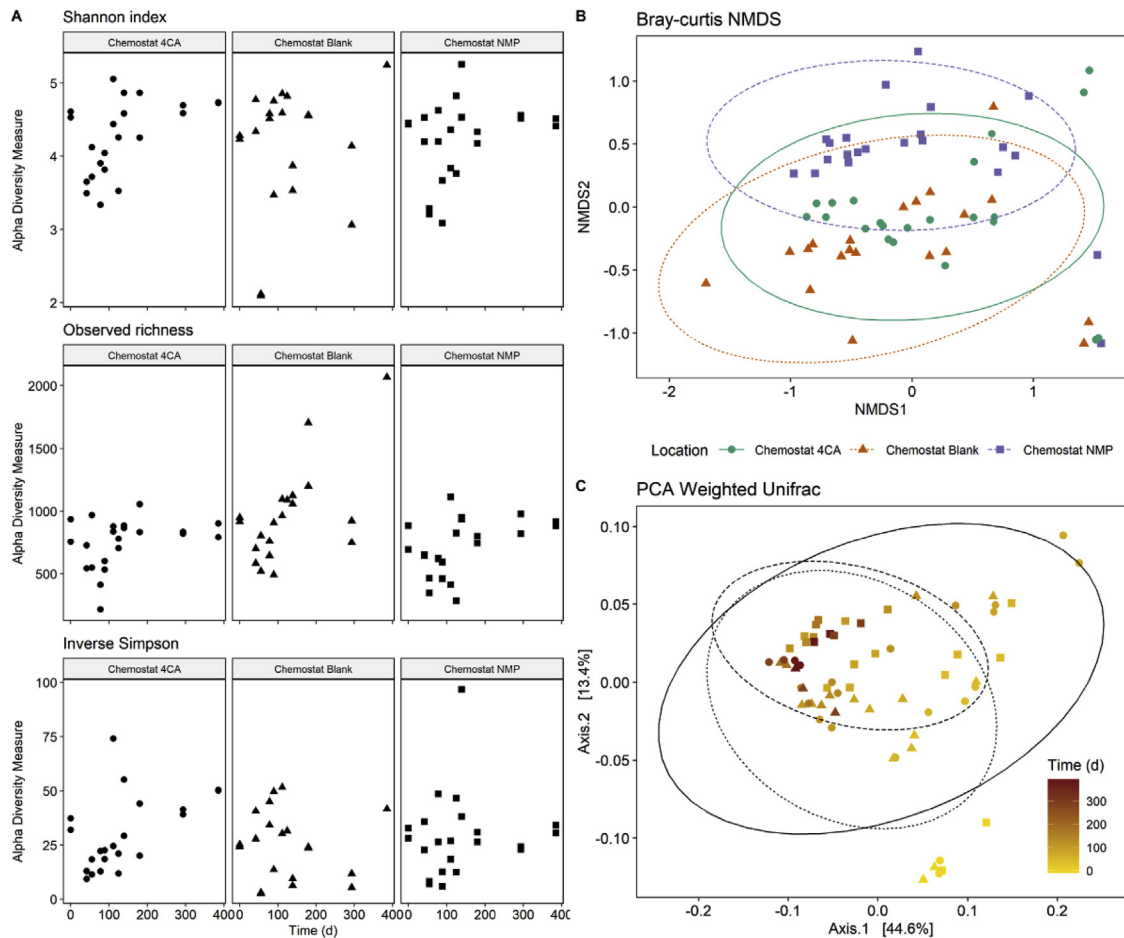 A
Shannon index
Chemostat 4CA Chemostat Blank Chemostat NMP
Alpha Diversity Measure
5
4
3
2
Observed richness
Chemostat 4CA Chemostat Blank Chemostat NMP
Alpha Diversity Measure
2000
1500
1000
500
Inverse Simpson
Chemostat 4CA Chemostat Blank Chemostat NMP
Alpha Diversity Measure
100
75
50
25
0
0 100 200 300 400 0 100 200 300 400 0 100 200 300 400
Time (d)
B
Bray-curtis NMDS
NMDS2
1.0
0.5
0.0
-0.5
-1.0
-2 -1 0 1
NMDS1
Location Chemostat 4CA Chemostat Blank Chemostat NMP
C
PCA Weighted Unifrac
Axis.2 [13.4%]
0.10
0.05
0.00
-0.05
-0.10
Time (d)
300
200
100
0
-0.2 -0.1 0.0 0.1 0.2
Axis.1 [44.6%]